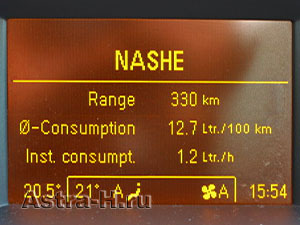 NASHE
Range 330 km
Ø-Consumption 12.7 Ltr./100 km
Inst. consumpt. 1.2 Ltr./h
20.5° 21° A A 15:54
Astra-H.ru